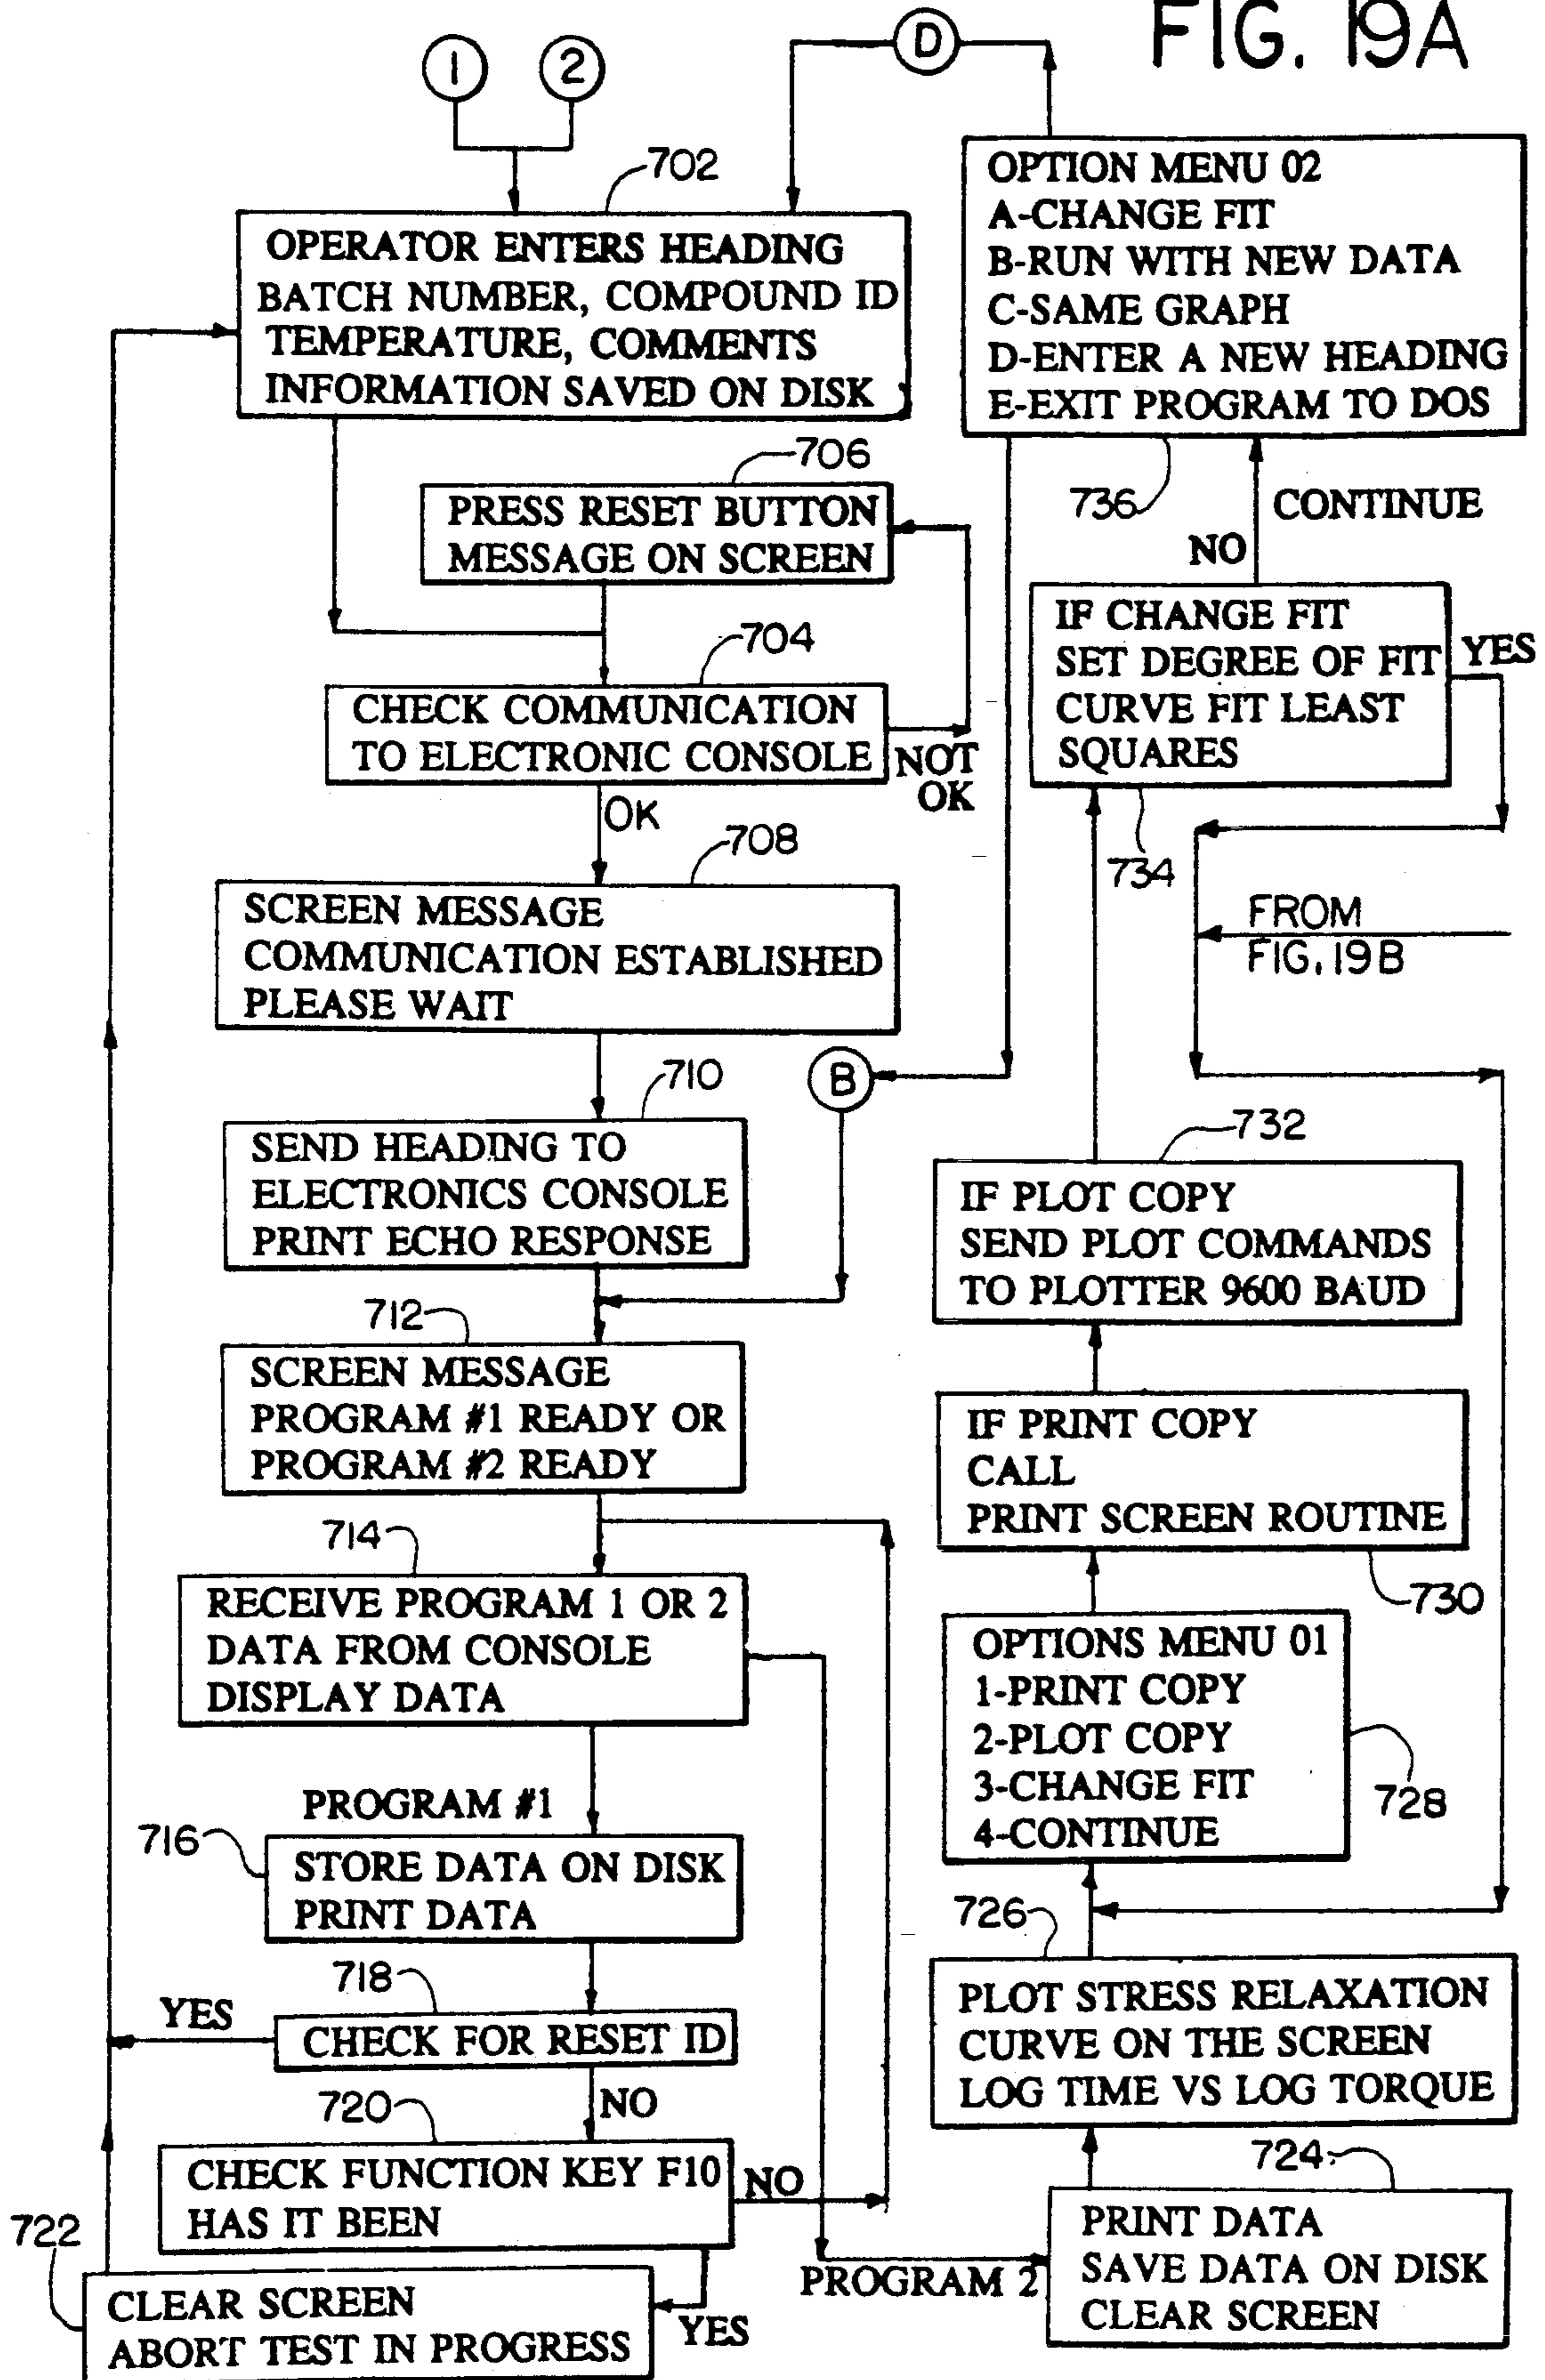 FIG. 19A
1
2
D
702
OPERATOR ENTERS HEADING
BATCH NUMBER, COMPOUND ID
TEMPERATURE, COMMENTS
INFORMATION SAVED ON DISK
706
PRESS RESET BUTTON
MESSAGE ON SCREEN
704
CHECK COMMUNICATION
TO ELECTRONIC CONSOLE
NOT
OK
OK
708
SCREEN MESSAGE
COMMUNICATION ESTABLISHED
PLEASE WAIT
B
710
SEND HEADING TO
ELECTRONICS CONSOLE
PRINT ECHO RESPONSE
712
SCREEN MESSAGE
PROGRAM #1 READY OR
PROGRAM #2 READY
714
RECEIVE PROGRAM 1 OR 2
DATA FROM CONSOLE
DISPLAY DATA
PROGRAM #1
716
STORE DATA ON DISK
PRINT DATA
718
YES
CHECK FOR RESET ID
NO
720
CHECK FUNCTION KEY F10
HAS IT BEEN
NO
722
CLEAR SCREEN
ABORT TEST IN PROGRESS
YES
PROGRAM 2
OPTION MENU 02
A-CHANGE FIT
B-RUN WITH NEW DATA
C-SAME GRAPH
D-ENTER A NEW HEADING
E-EXIT PROGRAM TO DOS
736
CONTINUE
NO
IF CHANGE FIT
SET DEGREE OF FIT
CURVE FIT LEAST
SQUARES
YES
734
FROM
FIG. 19B
732
IF PLOT COPY
SEND PLOT COMMANDS
TO PLOTTER 9600 BAUD
IF PRINT COPY
CALL
PRINT SCREEN ROUTINE
730
OPTIONS MENU 01
1-PRINT COPY
2-PLOT COPY
3-CHANGE FIT
4-CONTINUE
728
726
PLOT STRESS RELAXATION
CURVE ON THE SCREEN
LOG TIME VS LOG TORQUE
724
PRINT DATA
SAVE DATA ON DISK
CLEAR SCREEN